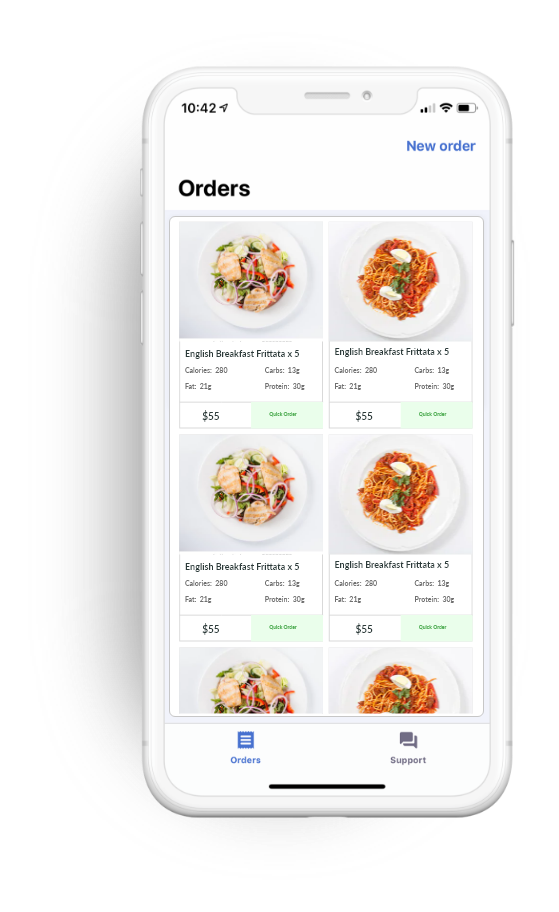 10:42
New order
Orders
English Breakfast Frittata x 5
Calories: 280 Carbs: 13g
Fat: 21g Protein: 30g
$55 Quick Order
English Breakfast Frittata x 5
Calories: 280 Carbs: 13g
Fat: 21g Protein: 30g
$55 Quick Order
English Breakfast Frittata x 5
Calories: 280 Carbs: 13g
Fat: 21g Protein: 30g
$55 Quick Order
English Breakfast Frittata x 5
Calories: 280 Carbs: 13g
Fat: 21g Protein: 30g
$55 Quick Order
Orders Support